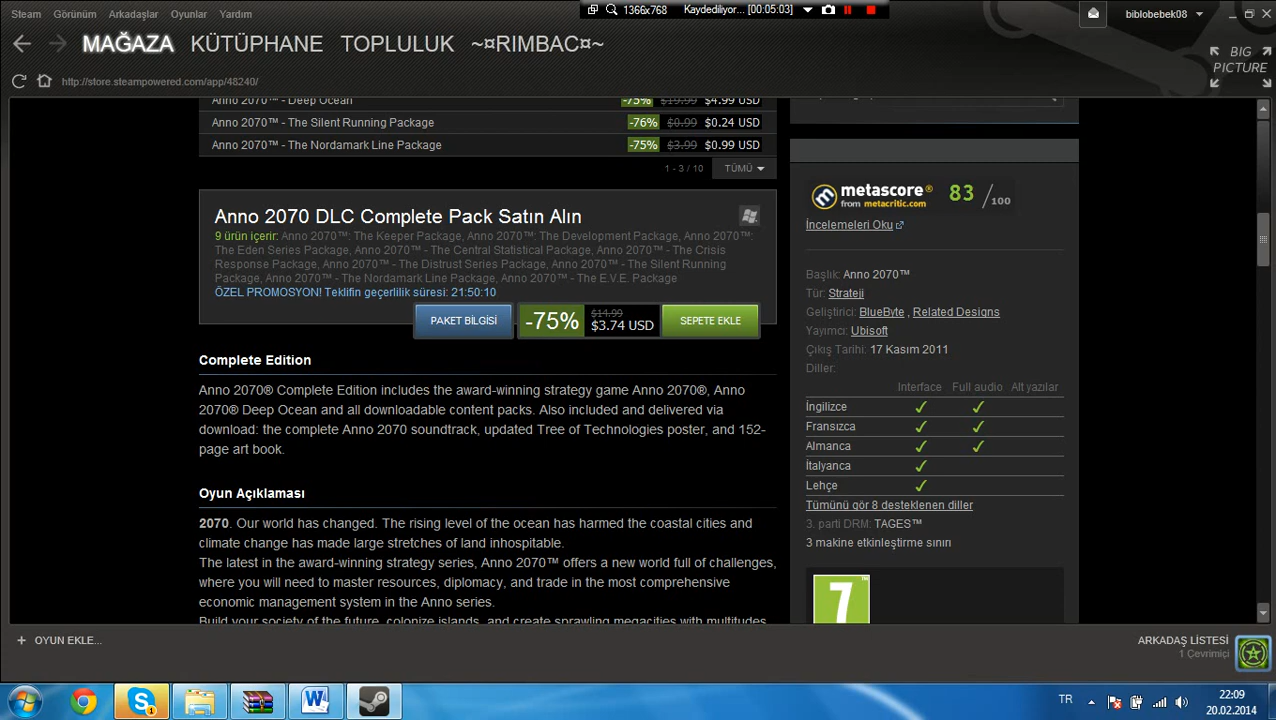 Steam Görünüm Arkadaşlar Oyunlar Yardım
1366x768 Kaydediliyor... [00:05:03]
biblobebek08
MAĞAZA KÜTÜPHANE TOPLULUK ~¤RIMBAC¤~
BIG
PICTURE
http://store.steampowered.com/app/48240/
Anno 2070™ - Deep Ocean -75% $19.99 $4.99 USD
Anno 2070™ - The Silent Running Package -76% $0.99 $0.24 USD
Anno 2070™ - The Nordamark Line Package -75% $3.99 $0.99 USD
1 - 3 / 10 TÜMÜ
Anno 2070 DLC Complete Pack Satın Alın
9 ürün içerir: Anno 2070™: The Keeper Package, Anno 2070™: The Development Package, Anno 2070™:
The Eden Series Package, Anno 2070™ - The Central Statistical Package, Anno 2070™ - The Crisis
Response Package, Anno 2070™ - The Distrust Series Package, Anno 2070™ - The Silent Running
Package, Anno 2070™ - The Nordamark Line Package, Anno 2070™ - The E.V.E. Package
ÖZEL PROMOSYON! Teklifin geçerlilik süresi: 21:50:10
PAKET BİLGİSİ -75% $14.99 $3.74 USD SEPETE EKLE
Complete Edition
Anno 2070® Complete Edition includes the award-winning strategy game Anno 2070®, Anno
2070® Deep Ocean and all downloadable content packs. Also included and delivered via
download: the complete Anno 2070 soundtrack, updated Tree of Technologies poster, and 152-
page art book.
Oyun Açıklaması
2070. Our world has changed. The rising level of the ocean has harmed the coastal cities and
climate change has made large stretches of land inhospitable.
The latest in the award-winning strategy series, Anno 2070™ offers a new world full of challenges,
where you will need to master resources, diplomacy, and trade in the most comprehensive
economic management system in the Anno series.
Build your society of the future, colonize islands, and create sprawling megacities with multitudes
metascore® 83 /100
from metacritic.com
İncelemeleri Oku
Başlık: Anno 2070™
Tür: Strateji
Geliştirici: BlueByte , Related Designs
Yayımcı: Ubisoft
Çıkış Tarihi: 17 Kasım 2011
Diller:
Interface Full audio Alt yazılar
İngilizce
Fransızca
Almanca
İtalyanca
Lehçe
Tümünü gör 8 desteklenen diller
3. parti DRM: TAGES™
3 makine etkinleştirme sınırı
7
+ OYUN EKLE...
ARKADAŞ LİSTESİ
1 Çevrimiçi
TR
22:09
20.02.2014